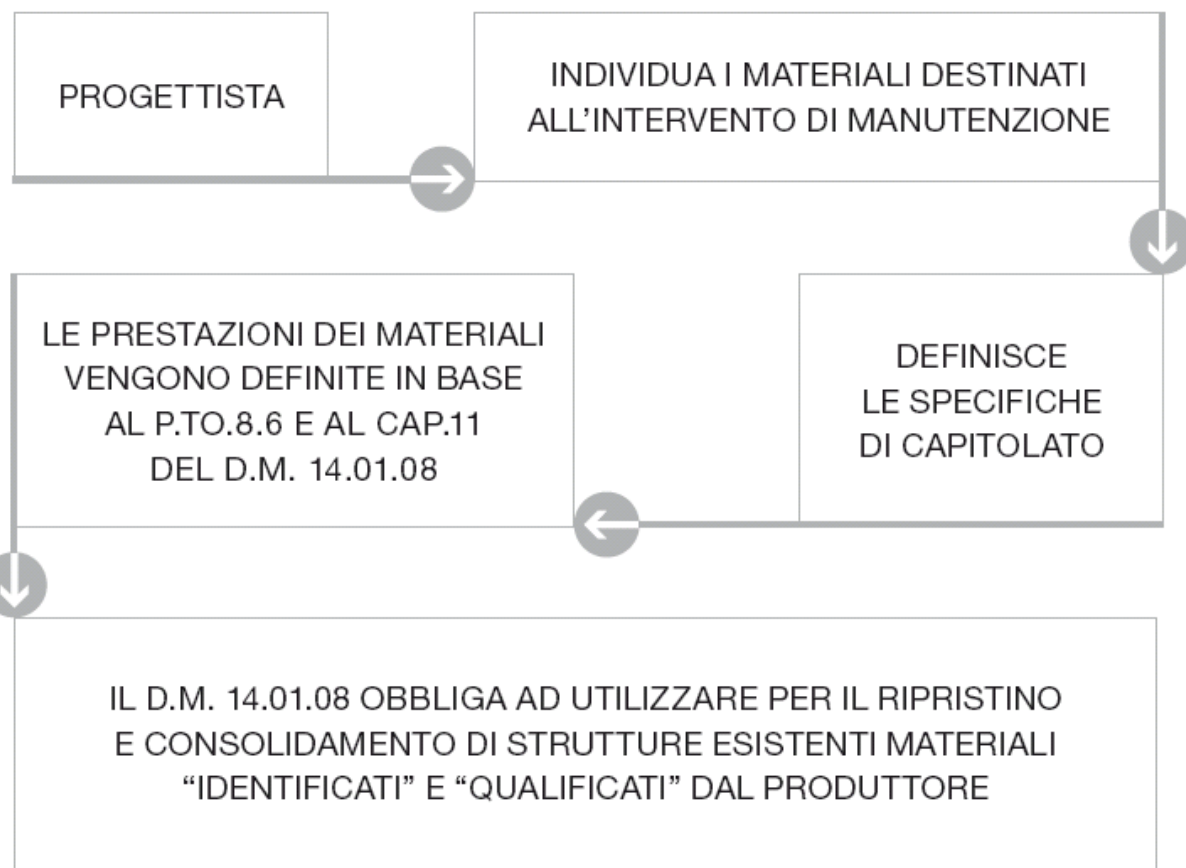 PROGETTISTA
INDIVIDUA I MATERIALI DESTINATI
ALL'INTERVENTO DI MANUTENZIONE
DEFINISCE
LE SPECIFICHE
DI CAPITOLATO
LE PRESTAZIONI DEI MATERIALI
VENGONO DEFINITE IN BASE
AL P.TO.8.6 E AL CAP.11
DEL D.M. 14.01.08
IL D.M. 14.01.08 OBBLIGA AD UTILIZZARE PER IL RIPRISTINO
E CONSOLIDAMENTO DI STRUTTURE ESISTENTI MATERIALI
“IDENTIFICATI” E “QUALIFICATI” DAL PRODUTTORE